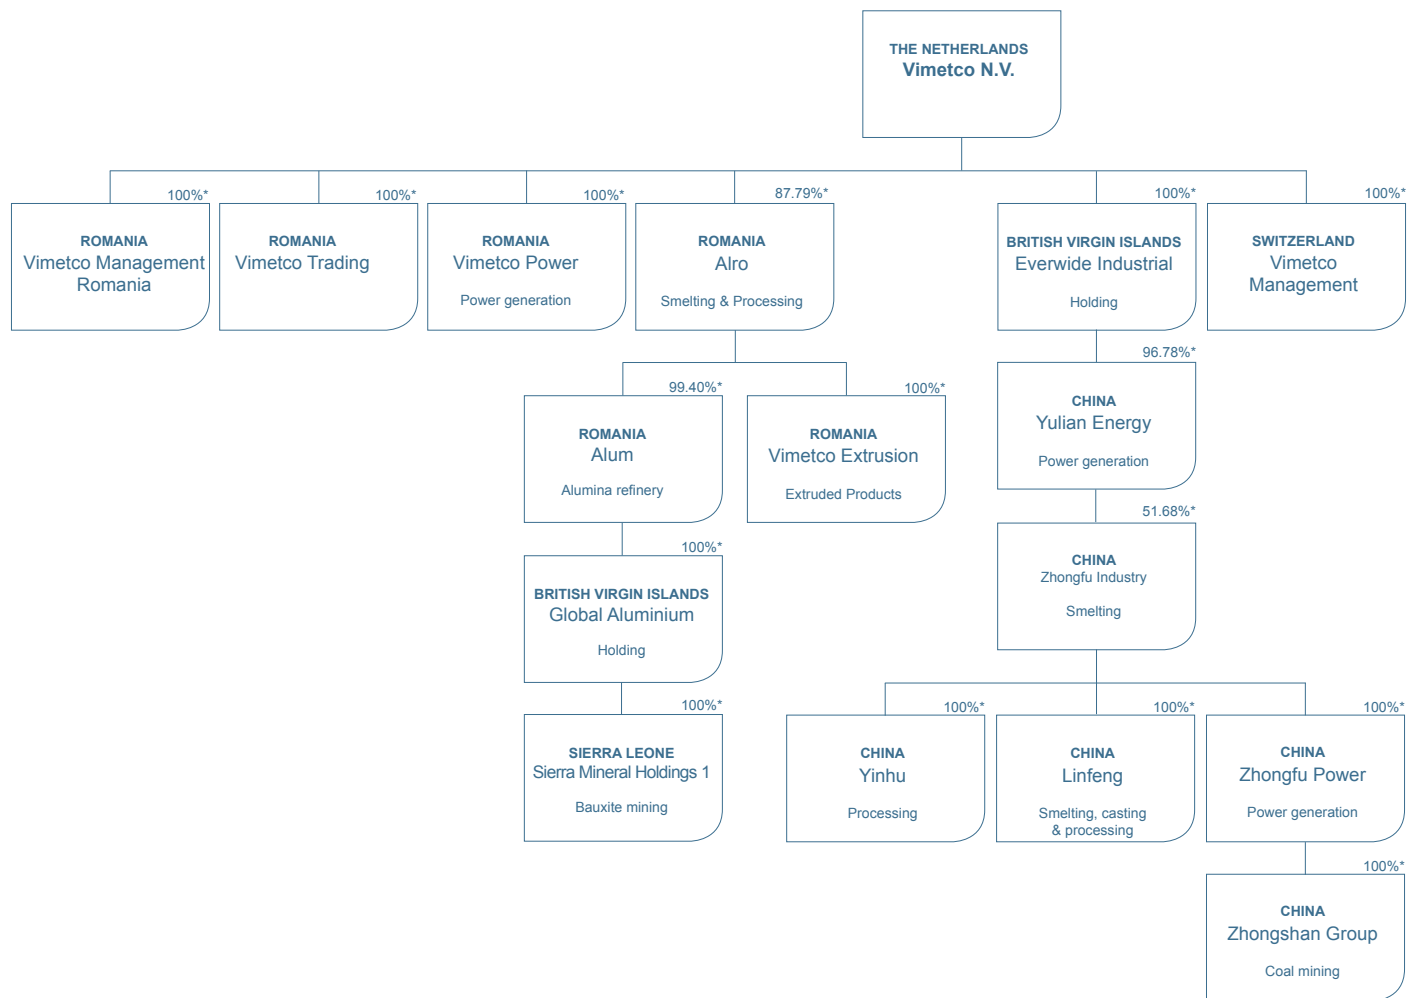 THE NETHERLANDS
Vimetco N.V.
100%*
100%*
100%*
87.79%*
100%*
100%*
ROMANIA
Vimetco Management
Romania
ROMANIA
Vimetco Trading
ROMANIA
Vimetco Power
Power generation
ROMANIA
Alro
Smelting & Processing
BRITISH VIRGIN ISLANDS
Everwide Industrial
Holding
SWITZERLAND
Vimetco
Management
99.40%*
ROMANIA
Alum
Alumina refinery
100%*
ROMANIA
Vimetco Extrusion
Extruded Products
96.78%*
CHINA
Yulian Energy
Power generation
100%*
BRITISH VIRGIN ISLANDS
Global Aluminium
Holding
51.68%*
CHINA
Zhongfu Industry
Smelting
100%*
SIERRA LEONE
Sierra Mineral Holdings 1
Bauxite mining
100%*
CHINA
Yinhu
Processing
100%*
CHINA
Linfeng
Smelting, casting
& processing
100%*
CHINA
Zhongfu Power
Power generation
100%*
CHINA
Zhongshan Group
Coal mining